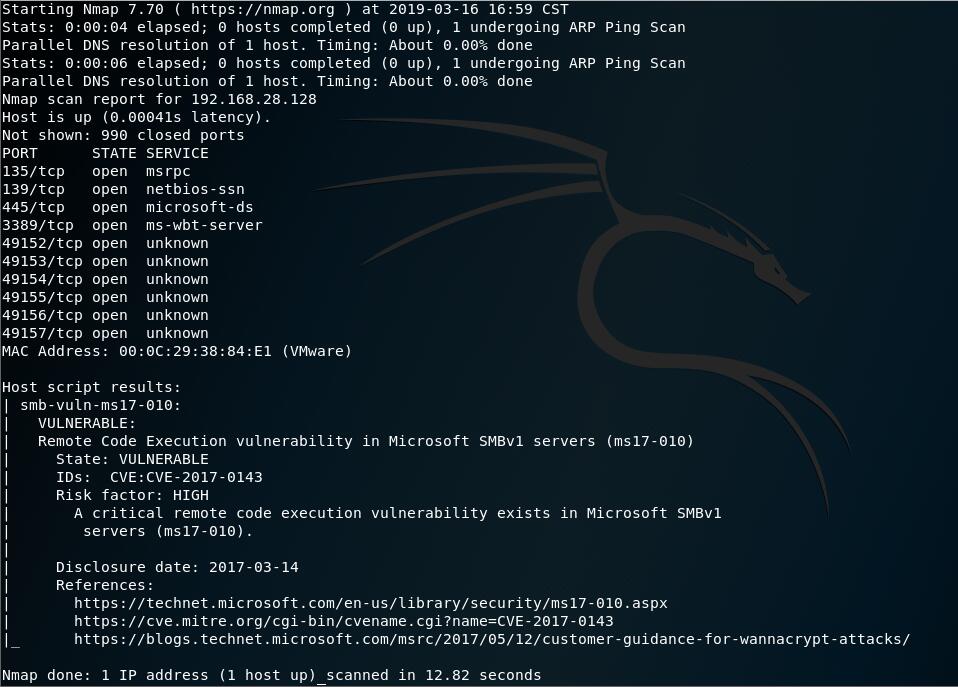 Starting Nmap 7.70 ( https://nmap.org ) at 2019-03-16 16:59 CST
Stats: 0:00:04 elapsed; 0 hosts completed (0 up), 1 undergoing ARP Ping Scan
Parallel DNS resolution of 1 host. Timing: About 0.00% done
Stats: 0:00:06 elapsed; 0 hosts completed (0 up), 1 undergoing ARP Ping Scan
Parallel DNS resolution of 1 host. Timing: About 0.00% done
Nmap scan report for 192.168.28.128
Host is up (0.00041s latency).
Not shown: 990 closed ports
PORT      STATE SERVICE
135/tcp   open  msrpc
139/tcp   open  netbios-ssn
445/tcp   open  microsoft-ds
3389/tcp  open  ms-wbt-server
49152/tcp open  unknown
49153/tcp open  unknown
49154/tcp open  unknown
49155/tcp open  unknown
49156/tcp open  unknown
49157/tcp open  unknown
MAC Address: 00:0C:29:38:84:E1 (VMware)

Host script results:
| smb-vuln-ms17-010:
|   VULNERABLE:
|   Remote Code Execution vulnerability in Microsoft SMBv1 servers (ms17-010)
|     State: VULNERABLE
|     IDs:  CVE:CVE-2017-0143
|     Risk factor: HIGH
|       A critical remote code execution vulnerability exists in Microsoft SMBv1
|        servers (ms17-010).
|
|     Disclosure date: 2017-03-14
|     References:
|       https://technet.microsoft.com/en-us/library/security/ms17-010.aspx
|       https://cve.mitre.org/cgi-bin/cvename.cgi?name=CVE-2017-0143
|_      https://blogs.technet.microsoft.com/msrc/2017/05/12/customer-guidance-for-wannacrypt-attacks/

Nmap done: 1 IP address (1 host up)_scanned in 12.82 seconds